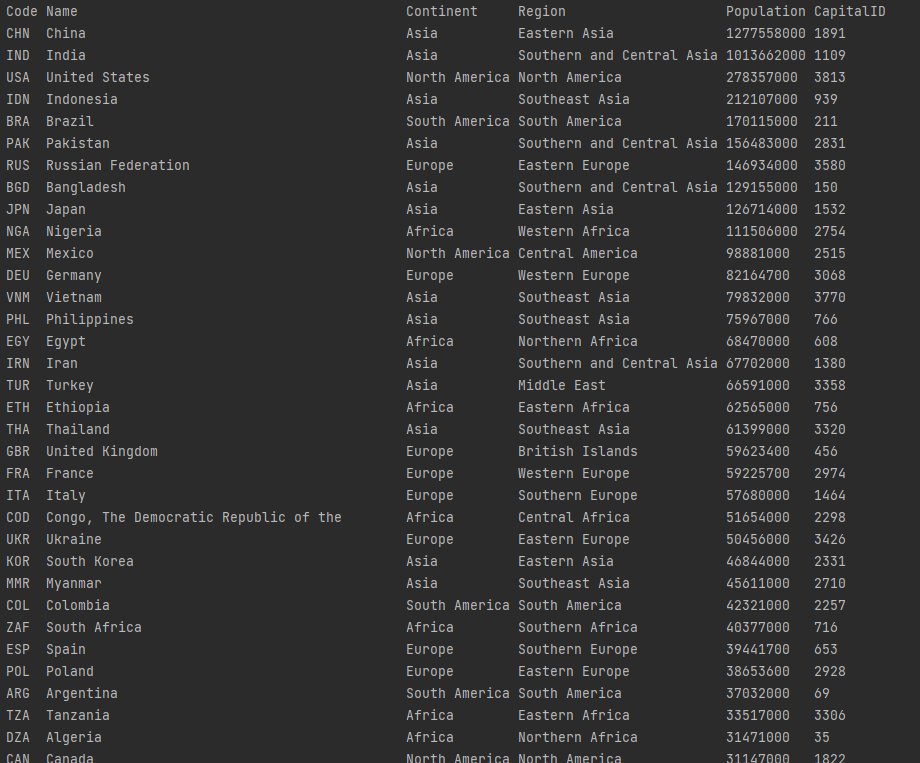 Code Name Continent Region Population CapitalID
CHN China Asia Eastern Asia 1277558000 1891
IND India Asia Southern and Central Asia 1013662000 1109
USA United States North America North America 278357000 3813
IDN Indonesia Asia Southeast Asia 212107000 939
BRA Brazil South America South America 170115000 211
PAK Pakistan Asia Southern and Central Asia 156483000 2831
RUS Russian Federation Europe Eastern Europe 146934000 3580
BGD Bangladesh Asia Southern and Central Asia 129155000 150
JPN Japan Asia Eastern Asia 126714000 1532
NGA Nigeria Africa Western Africa 111506000 2754
MEX Mexico North America Central America 98881000 2515
DEU Germany Europe Western Europe 82164700 3068
VNM Vietnam Asia Southeast Asia 79832000 3770
PHL Philippines Asia Southeast Asia 75967000 766
EGY Egypt Africa Northern Africa 68470000 608
IRN Iran Asia Southern and Central Asia 67702000 1380
TUR Turkey Asia Middle East 66591000 3358
ETH Ethiopia Africa Eastern Africa 62565000 756
THA Thailand Asia Southeast Asia 61399000 3320
GBR United Kingdom Europe British Islands 59623400 456
FRA France Europe Western Europe 59225700 2974
ITA Italy Europe Southern Europe 57680000 1464
COD Congo, The Democratic Republic of the Africa Central Africa 51654000 2298
UKR Ukraine Europe Eastern Europe 50456000 3426
KOR South Korea Asia Eastern Asia 46844000 2331
MMR Myanmar Asia Southeast Asia 45611000 2710
COL Colombia South America South America 42321000 2257
ZAF South Africa Africa Southern Africa 40377000 716
ESP Spain Europe Southern Europe 39441700 653
POL Poland Europe Eastern Europe 38653600 2928
ARG Argentina South America South America 37032000 69
TZA Tanzania Africa Eastern Africa 33517000 3306
DZA Algeria Africa Northern Africa 31471000 35
CAN Canada North America North America 31147000 1822